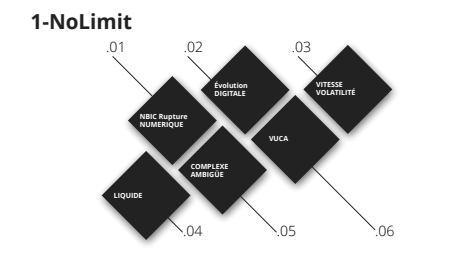 1-NoLimit
.01
.02
.03
Évolution
DIGITALE
VITESSE
VOLATILITÉ
NBIC Rupture
NUMERIQUE
VUCA
COMPLEXE
AMBIGÜE
LIQUIDE
.04
.05
.06